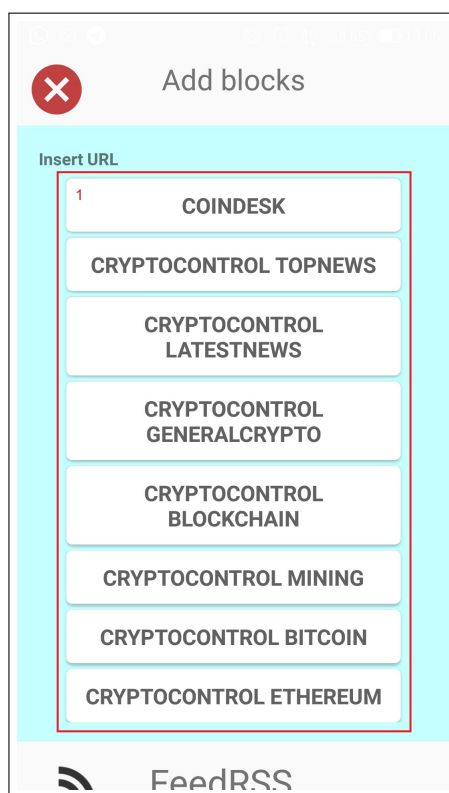 Add blocks
Insert URL
1
COINDESK
CRYPTOCONTROL TOPNEWS
CRYPTOCONTROL
LATESTNEWS
CRYPTOCONTROL
GENERALCRYPTO
CRYPTOCONTROL
BLOCKCHAIN
CRYPTOCONTROL MINING
CRYPTOCONTROL BITCOIN
CRYPTOCONTROL ETHEREUM
FeedRSS